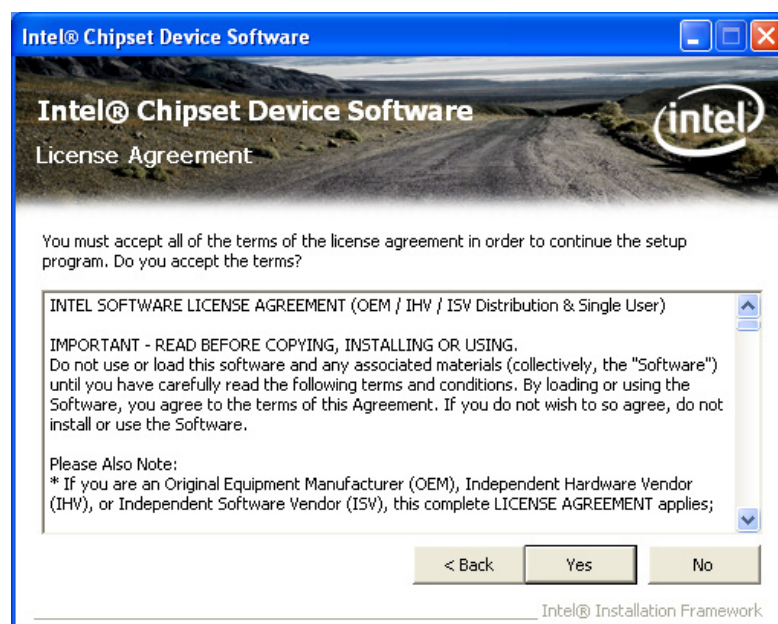 Intel® Chipset Device Software
Intel® Chipset Device Software
intel
License Agreement
You must accept all of the terms of the license agreement in order to continue the setup
program. Do you accept the terms?
INTEL SOFTWARE LICENSE AGREEMENT (OEM / IHV / ISV Distribution & Single User)
IMPORTANT - READ BEFORE COPYING, INSTALLING OR USING.
Do not use or load this software and any associated materials (collectively, the "Software")
until you have carefully read the following terms and conditions. By loading or using the
Software, you agree to the terms of this Agreement. If you do not wish to so agree, do not
install or use the Software.
Please Also Note:
* If you are an Original Equipment Manufacturer (OEM), Independent Hardware Vendor
(IHV), or Independent Software Vendor (ISV), this complete LICENSE AGREEMENT applies;
< Back
Yes
No
Intel® Installation Framework